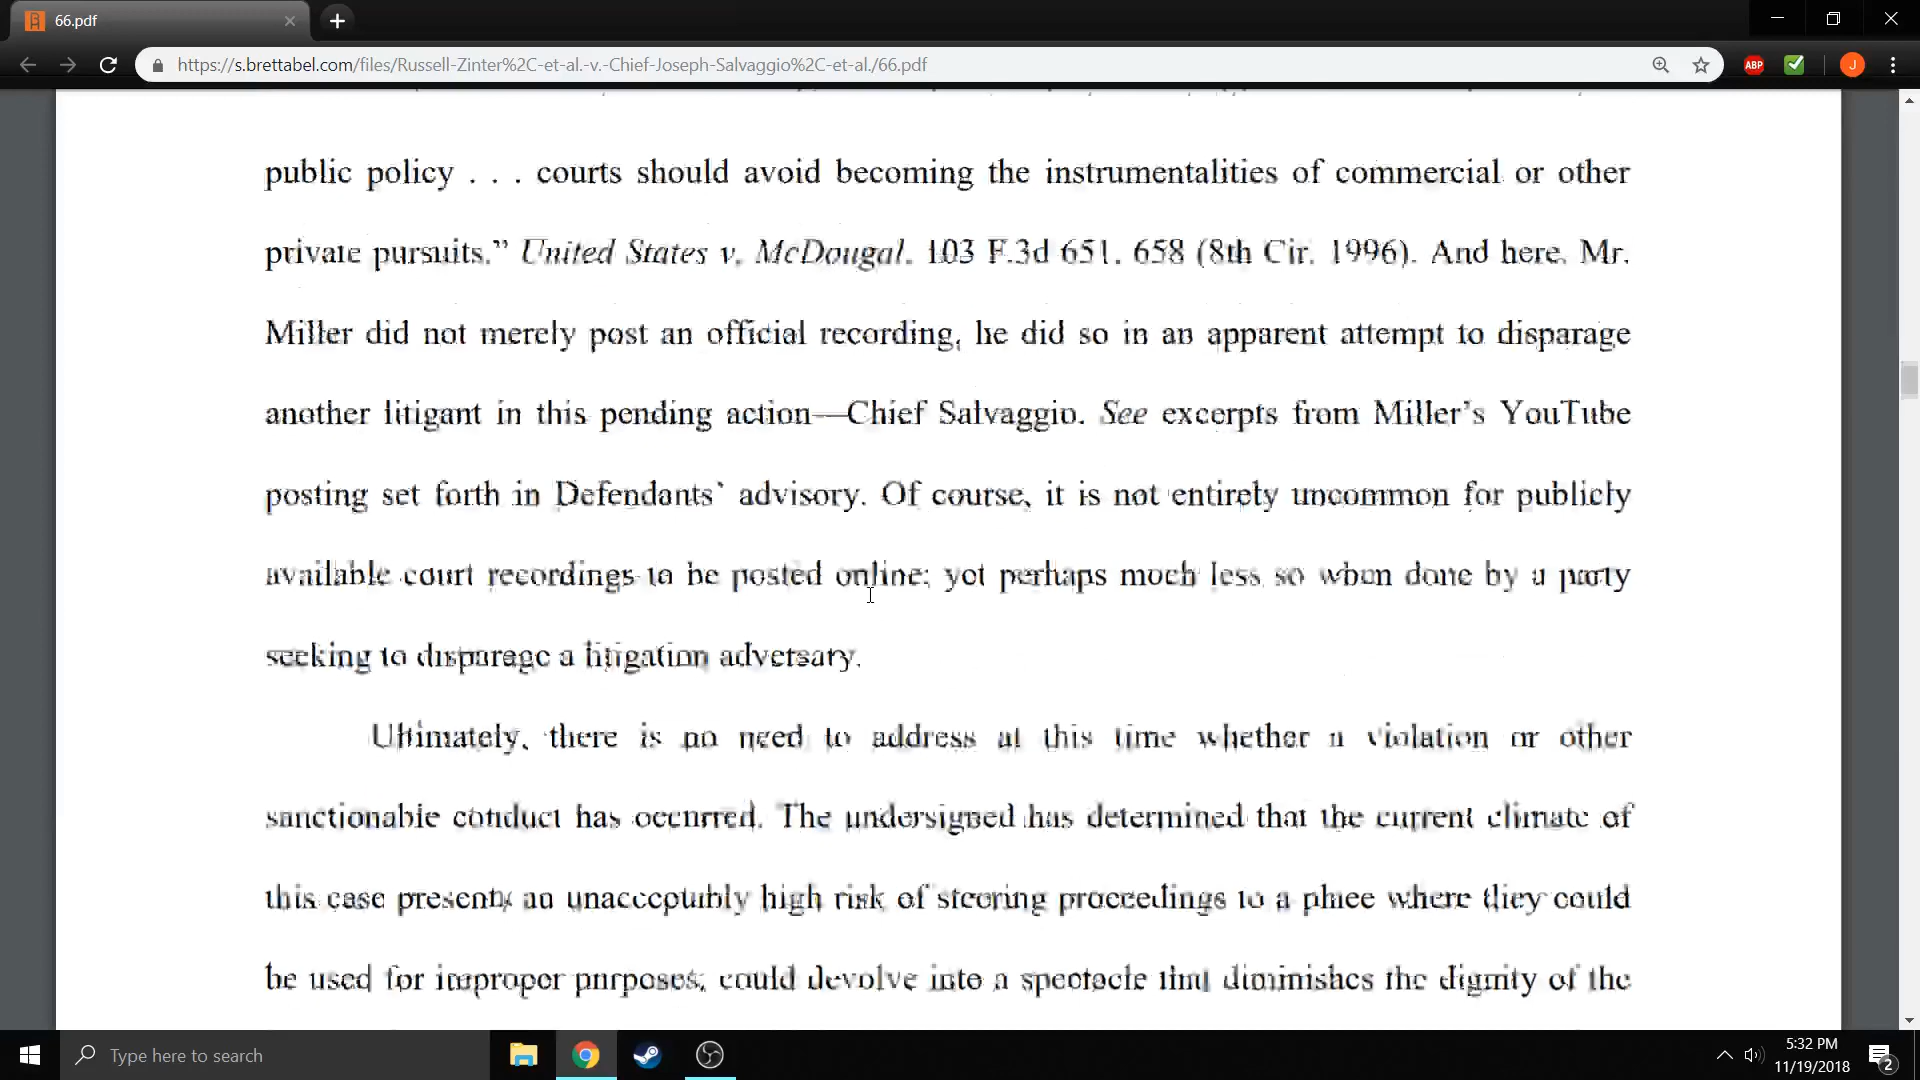 66.pdf
https://s.brettabel.com/files/Russell-Zinter%2C-et-al.-v.-Chief-Joseph-Salvaggio%2C-et-al./66.pdf
ABP
J
public policy . . . courts should avoid becoming the instrumentalities of commercial or other
private pursuits.” United States v. McDougal, 103 F.3d 651, 658 (8th Cir. 1996). And here, Mr.
Miller did not merely post an official recording, he did so in an apparent attempt to disparage
another litigant in this pending action—Chief Salvaggio. See excerpts from Miller’s YouTube
posting set forth in Defendants’ advisory. Of course, it is not entirely uncommon for publicly
available court recordings to be posted online; yet perhaps much less so when done by a party
seeking to disparage a litigation adversary.
Ultimately, there is no need to address at this time whether a violation or other
sanctionable conduct has occurred. The undersigned has determined that the current climate of
this case presents an unacceptably high risk of steering proceedings to a place where they could
be used for improper purposes, could devolve into a spectacle that diminishes the dignity of the
Type here to search
5:32 PM
11/19/2018
2